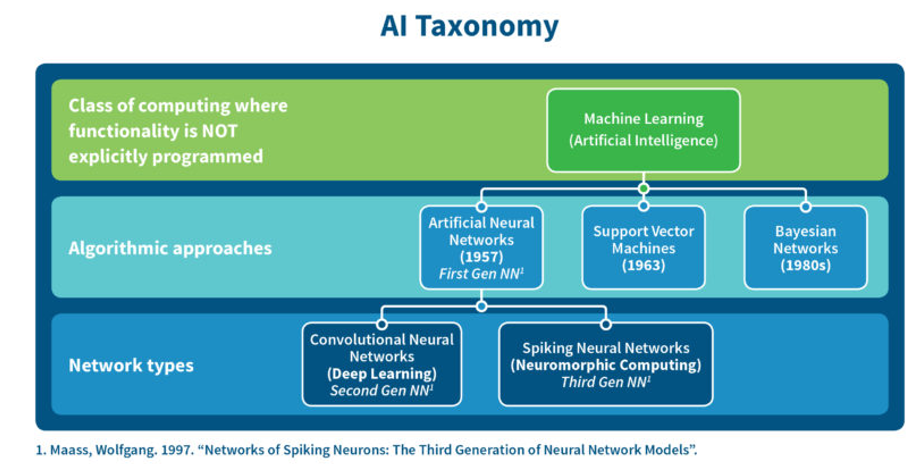 AI Taxonomy
Class of computing where
functionality is NOT
explicitly programmed
Machine Learning
(Artificial Intelligence)
Algorithmic approaches
Artificial Neural
Networks
(1957)
First Gen NN¹
Support Vector
Machines
(1963)
Bayesian
Networks
(1980s)
Network types
Convolutional Neural
Networks
(Deep Learning)
Second Gen NN¹
Spiking Neural Networks
(Neuromorphic Computing)
Third Gen NN¹
1. Maass, Wolfgang. 1997. “Networks of Spiking Neurons: The Third Generation of Neural Network Models”.